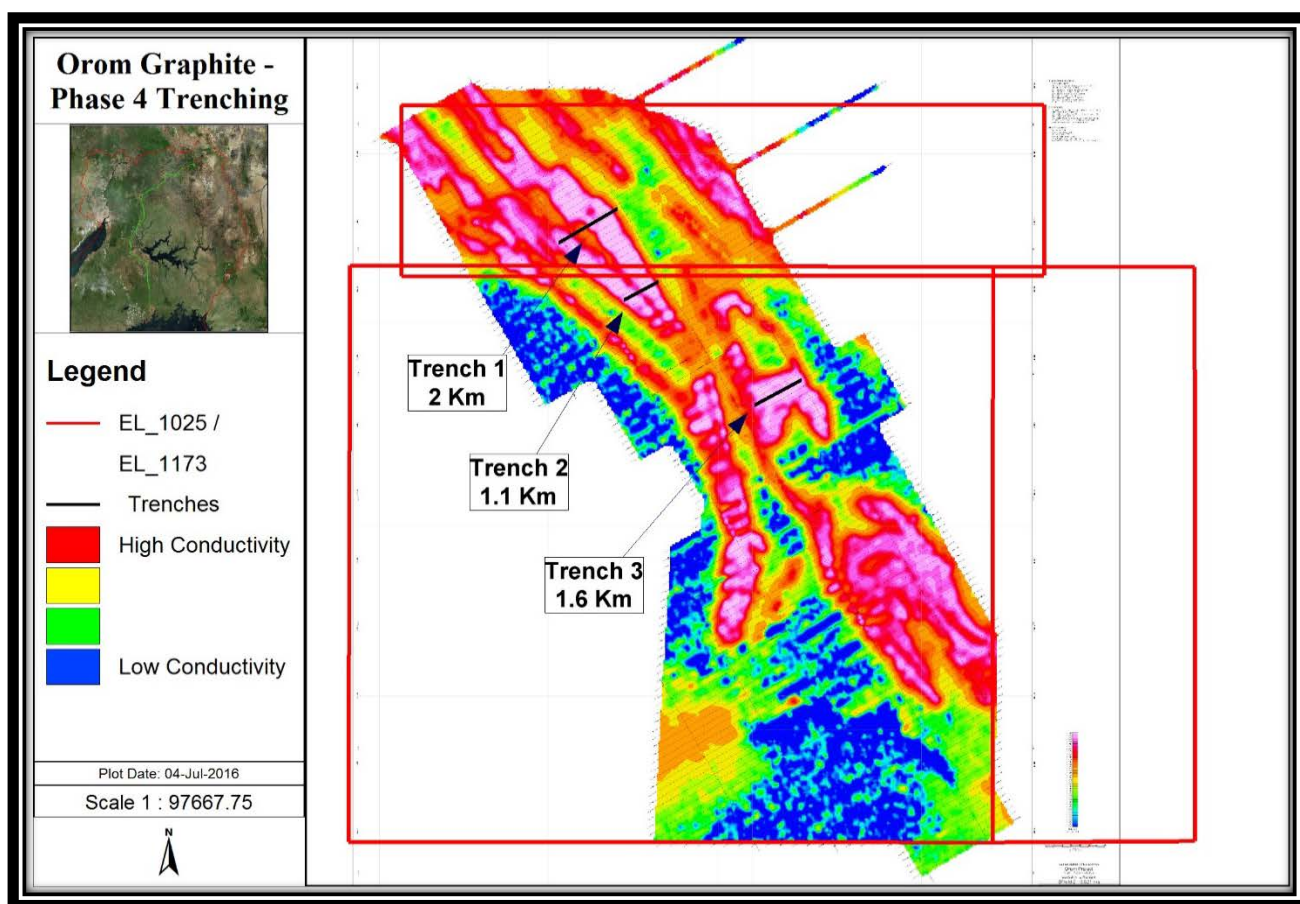 Orom Graphite -
Phase 4 Trenching
Legend
EL_1025 /
EL_1173
Trenches
High Conductivity
Low Conductivity
Plot Date: 04-Jul-2016
Scale 1 : 97667.75
N
Trench 1
2 Km
Trench 2
1.1 Km
Trench 3
1.6 Km